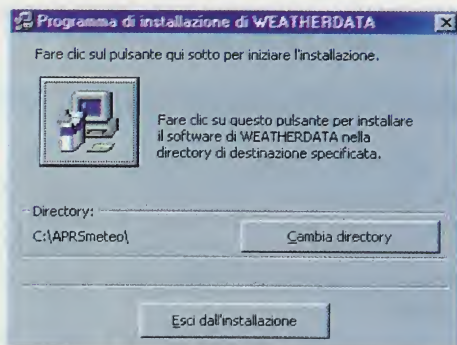 Programma di installazione di WEATHERDATA
Fare clic sul pulsante qui sotto per iniziare l'installazione.
Fare clic su questo pulsante per installare
il software di WEATHERDATA nella
directory di destinazione specificata.
Directory:
C:\APRSmeteo\
Cambia directory
Esci dall'installazione